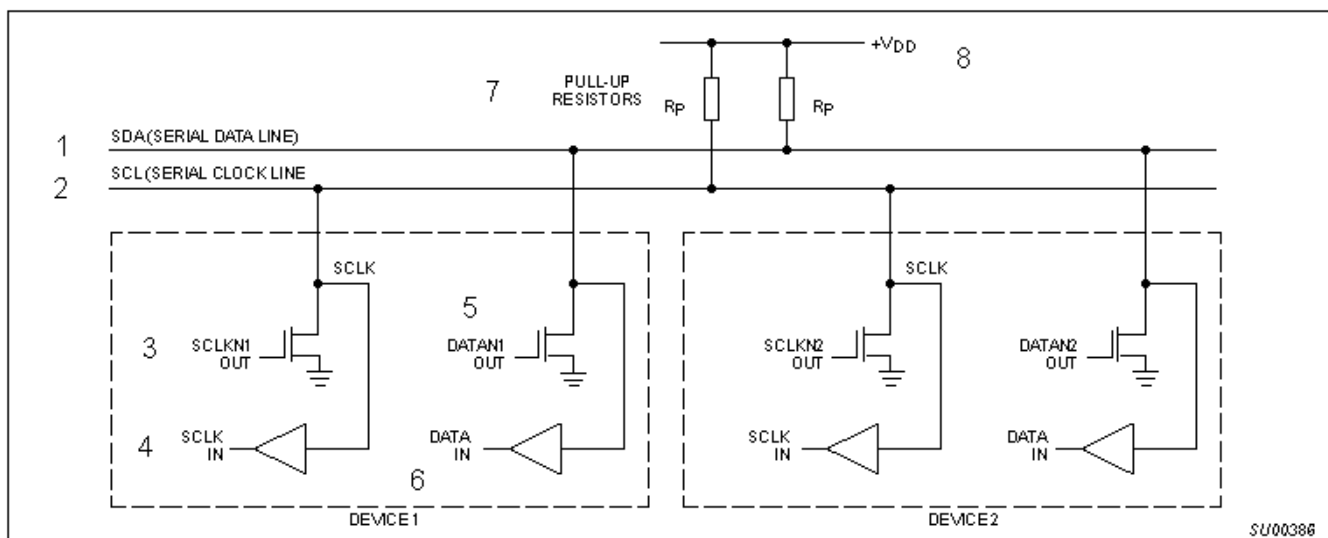 +VDD
8
7
PULL-UP
RESISTORS
RP
RP
1
SDA(SERIAL DATA LINE)
SCL(SERIAL CLOCK LINE
2
SCLK
SCLK
5
3
SCLKN1
OUT
DATAN1
OUT
SCLKN2
OUT
DATAN2
OUT
4
SCLK
IN
DATA
IN
SCLK
IN
DATA
IN
6
DEVICE1
DEVICE2
SU00386